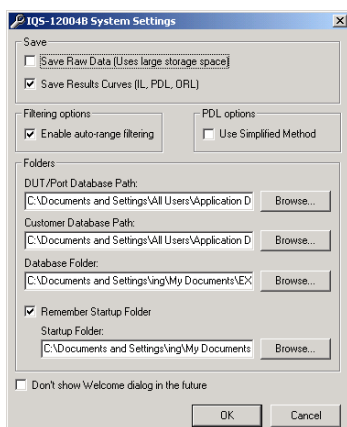 IQS-12004B System Settings
Save
Save Raw Data (Uses large storage space)
Save Results Curves (IL, PDL, ORL)
Filtering options
Enable auto-range filtering
PDL options
Use Simplified Method
Folders
DUT/Port Database Path:
C:\Documents and Settings\All Users\Application D
Browse...
Customer Database Path:
C:\Documents and Settings\All Users\Application D
Browse...
Database Folder:
C:\Documents and Settings\ing\My Documents\EX
Browse...
Remember Startup Folder
Startup Folder:
C:\Documents and Settings\ing\My Documents
Browse...
Don't show Welcome dialog in the future
OK
Cancel